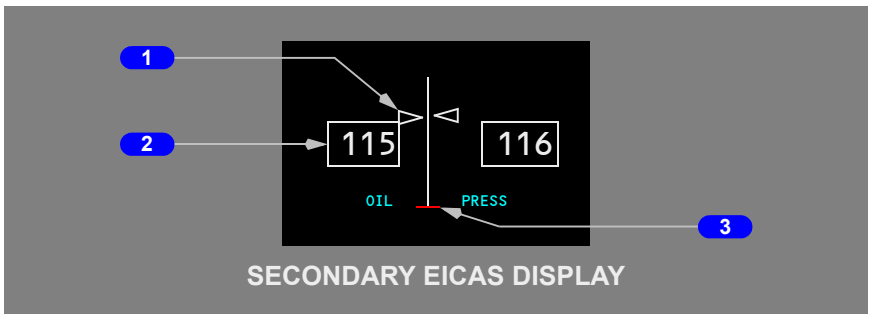 1
2
115
116
OIL PRESS
3
SECONDARY EICAS DISPLAY